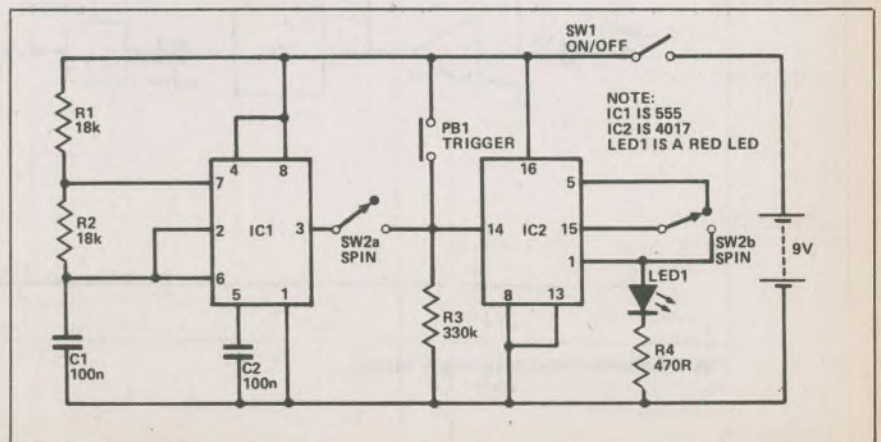 SW1
ON/OFF
NOTE:
IC1 IS 555
IC2 IS 4017
LED1 IS A RED LED
R1
18k
PB1
TRIGGER
4
8
16
7
5
R2
18k
2
IC1
3
SW2a
SPIN
14
IC2
15
SW2b
SPIN
9V
6
1
LED1
5
1
8
13
R3
330k
R4
470R
C1
100n
C2
100n